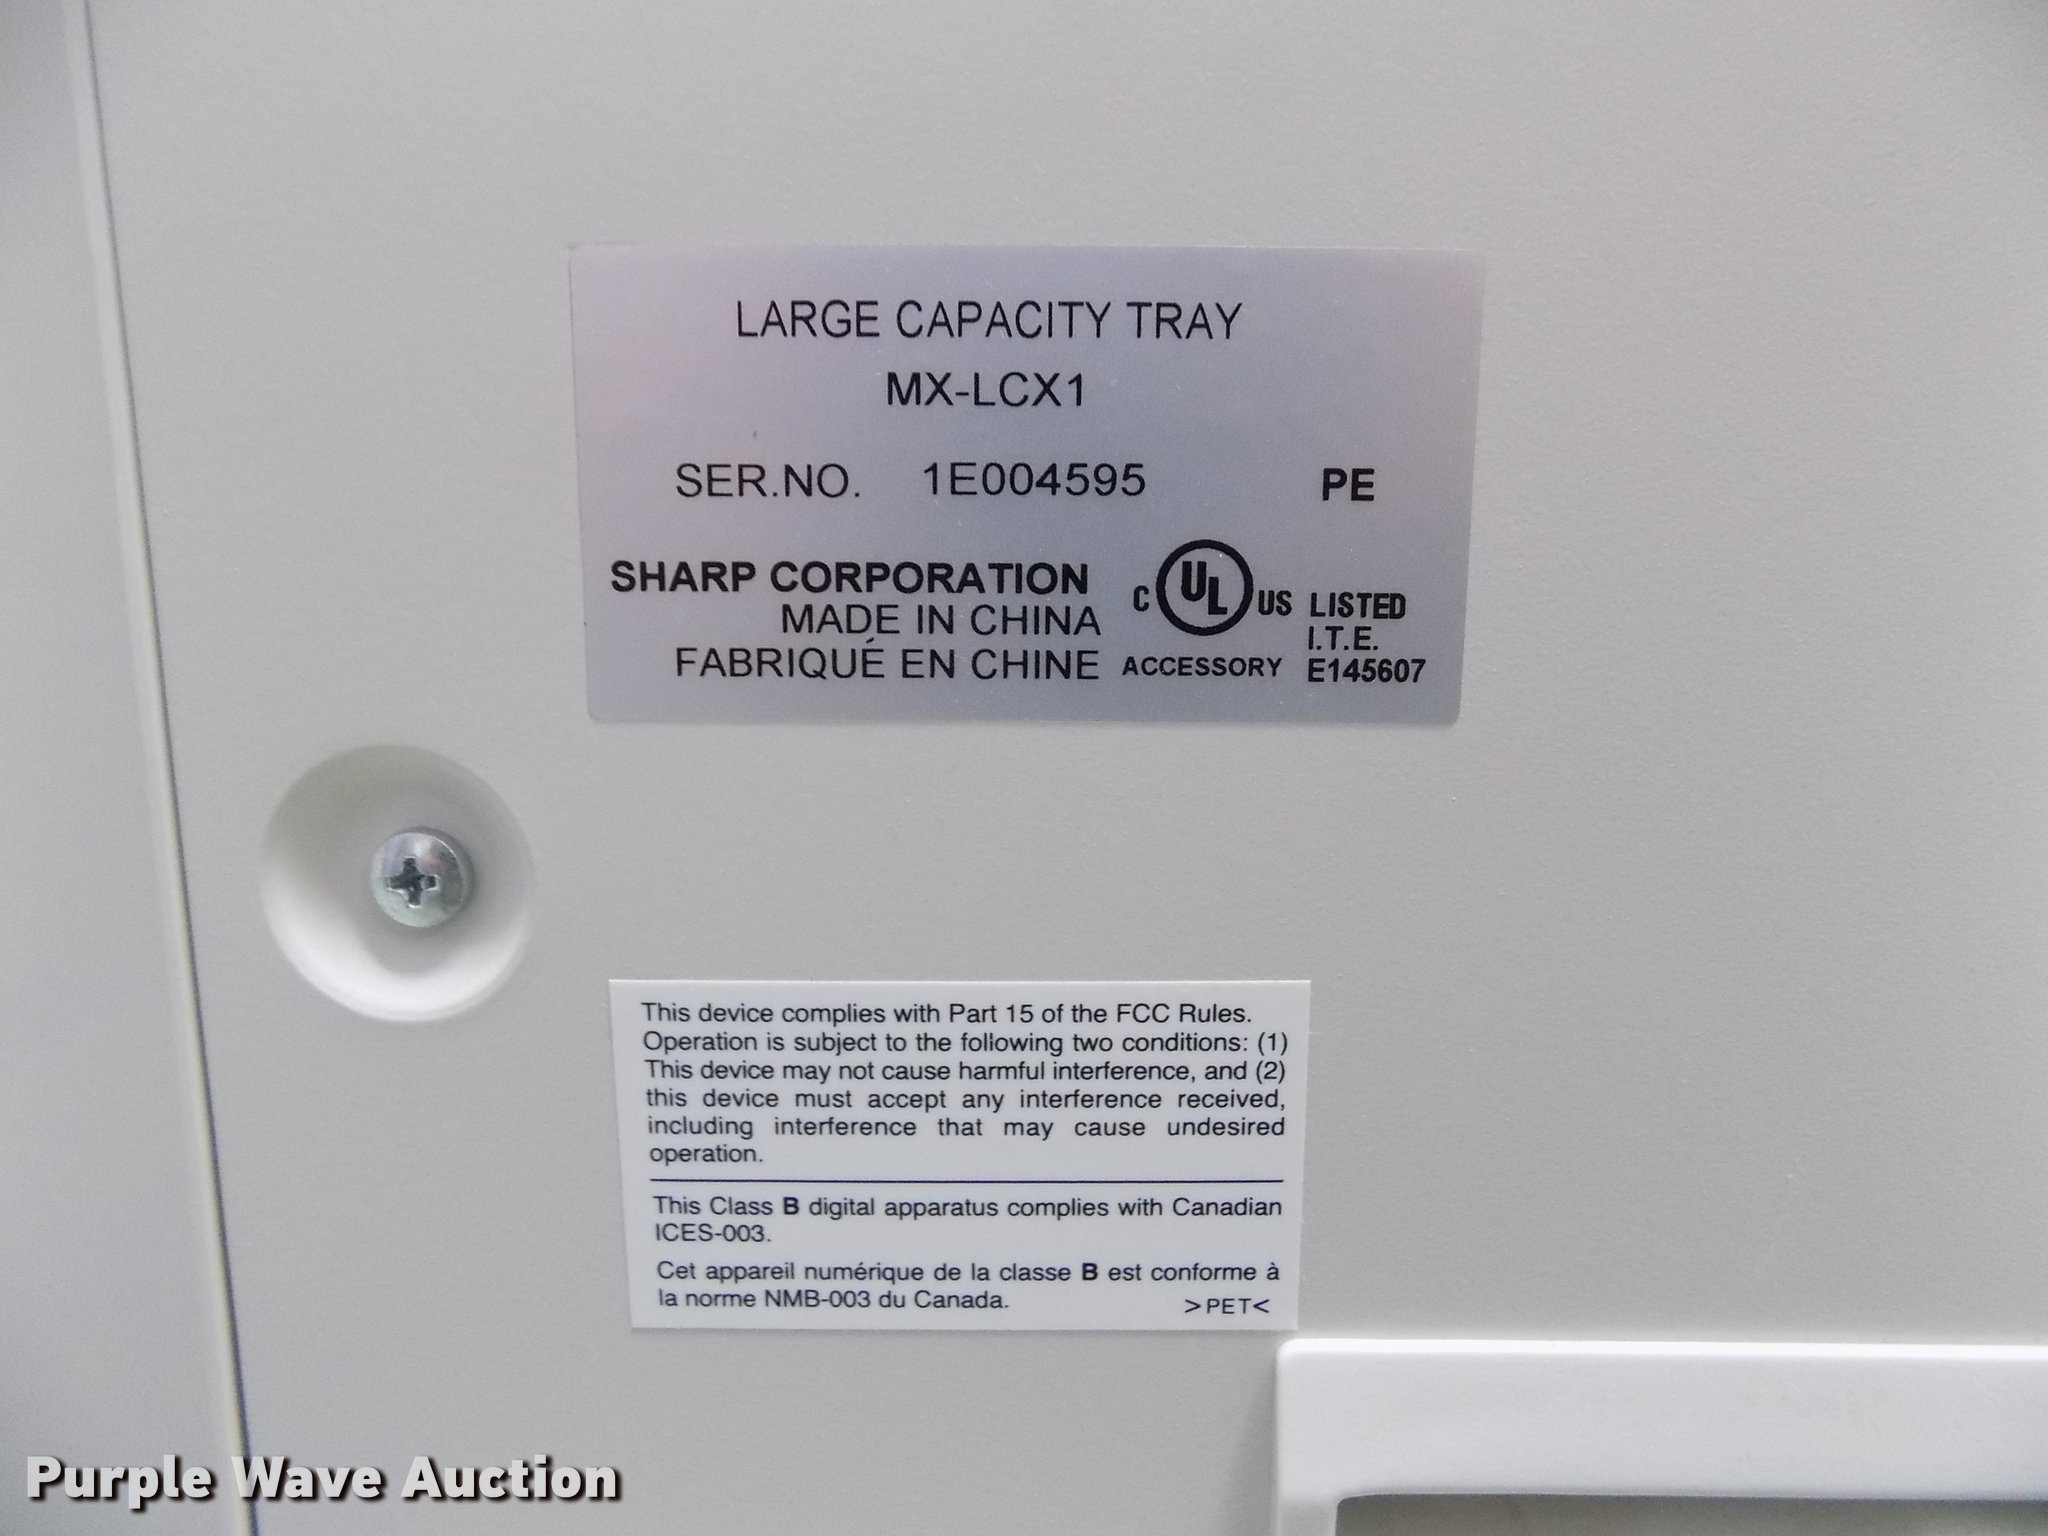 LARGE CAPACITY TRAY
MX-LCX1
SER.NO. 1E004595 PE
SHARP CORPORATION
MADE IN CHINA
FABRIQUÉ EN CHINE
C UL US LISTED
I.T.E.
ACCESSORY E145607
This device complies with Part 15 of the FCC Rules.
Operation is subject to the following two conditions: (1)
This device may not cause harmful interference, and (2)
this device must accept any interference received,
including interference that may cause undesired
operation.
This Class B digital apparatus complies with Canadian
ICES-003.
Cet appareil numérique de la classe B est conforme à
la norme NMB-003 du Canada.
>PET<
Purple Wave Auction